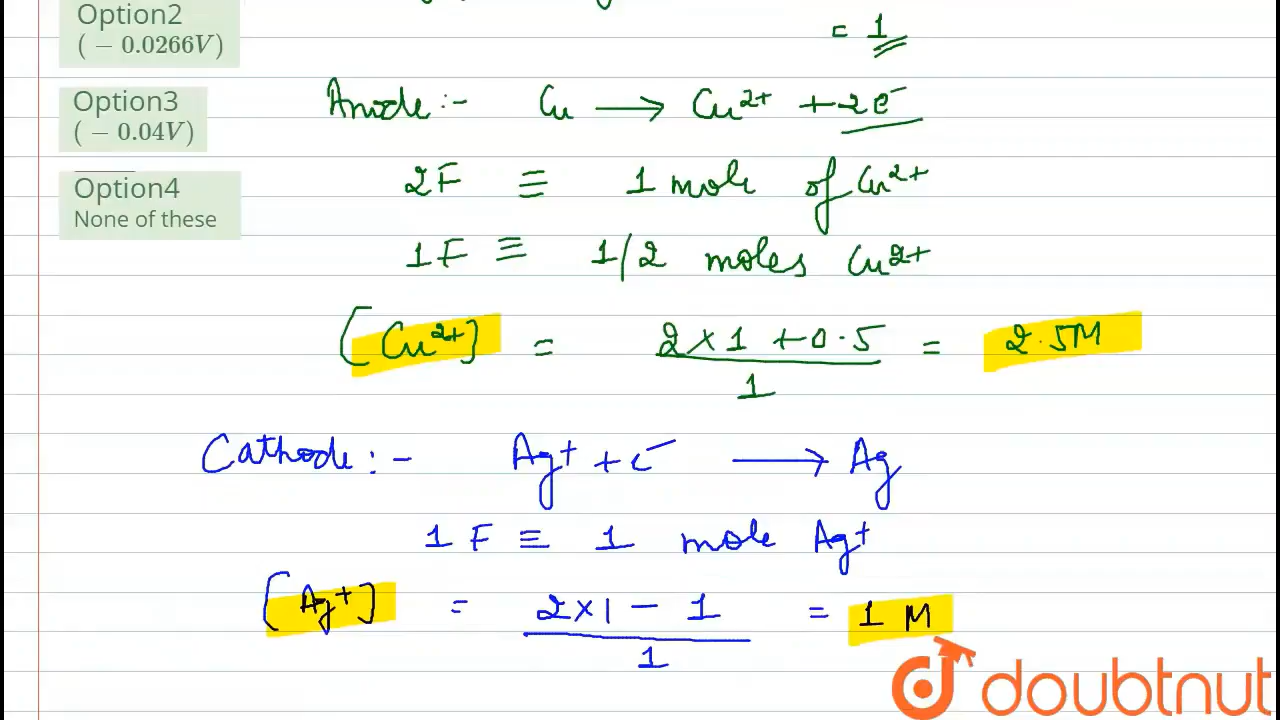 Option2
(−0.0266V)
= 1
Option3
(−0.04V)
Anode:- Cu ⟶ Cu²⁺ + 2e⁻
Option4
None of these
2F ≡ 1 mole of Cu²⁺
1F ≡ 1/2 moles Cu²⁺
[Cu²⁺] = 2×1+0.5 = 2.5M
1
Cathode:- Ag⁺ + e⁻ ⟶ Ag
1F ≡ 1 mole Ag⁺
[Ag⁺] = 2×1 − 1 = 1 M
1
doubtnut